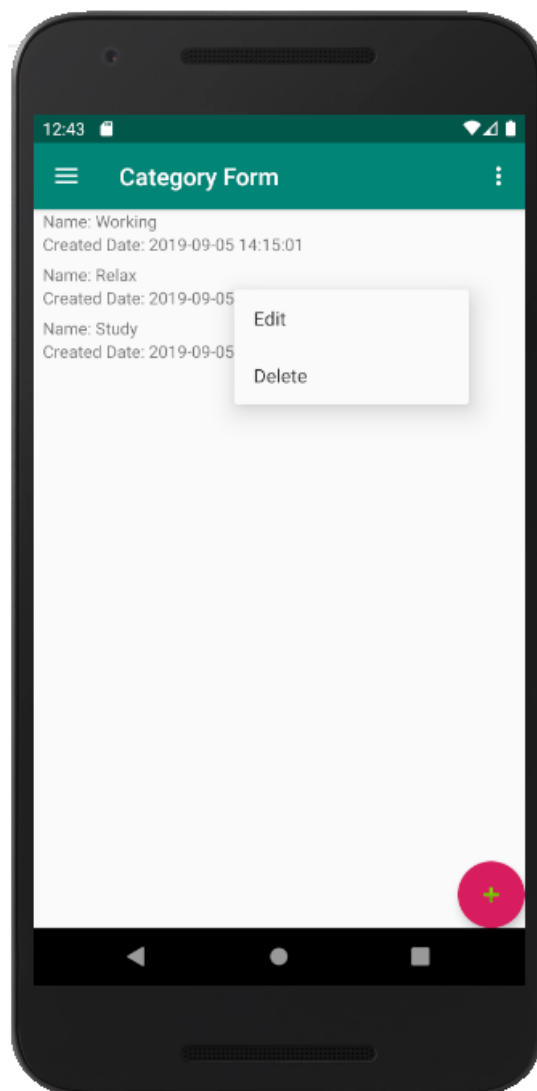 12:43
Category Form
Name: Working
Created Date: 2019-09-05 14:15:01
Name: Relax
Created Date: 2019-09-05
Name: Study
Created Date: 2019-09-05
Edit
Delete